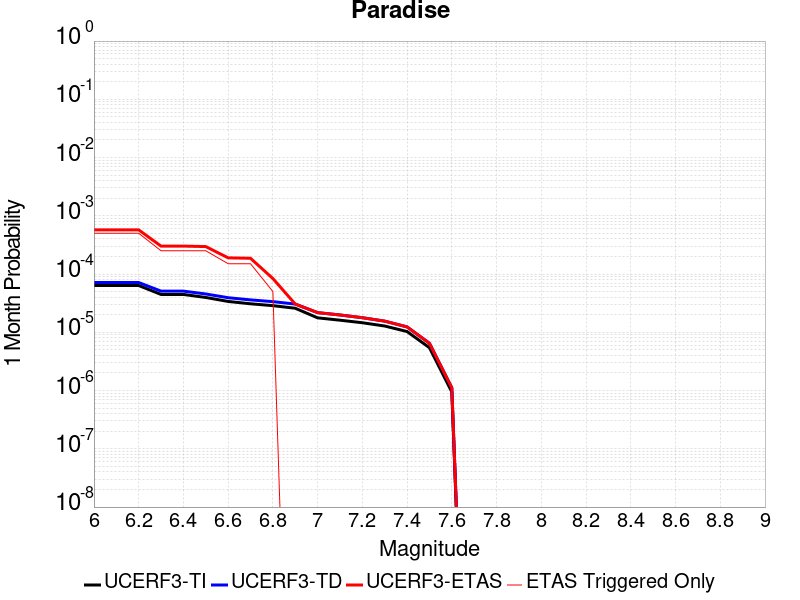 Paradise
1 Month Probability
10^0
10^-1
10^-2
10^-3
10^-4
10^-5
10^-6
10^-7
10^-8
6 6.2 6.4 6.6 6.8 7 7.2 7.4 7.6 7.8 8 8.2 8.4 8.6 8.8 9
Magnitude
UCERF3-TI UCERF3-TD UCERF3-ETAS ETAS Triggered Only